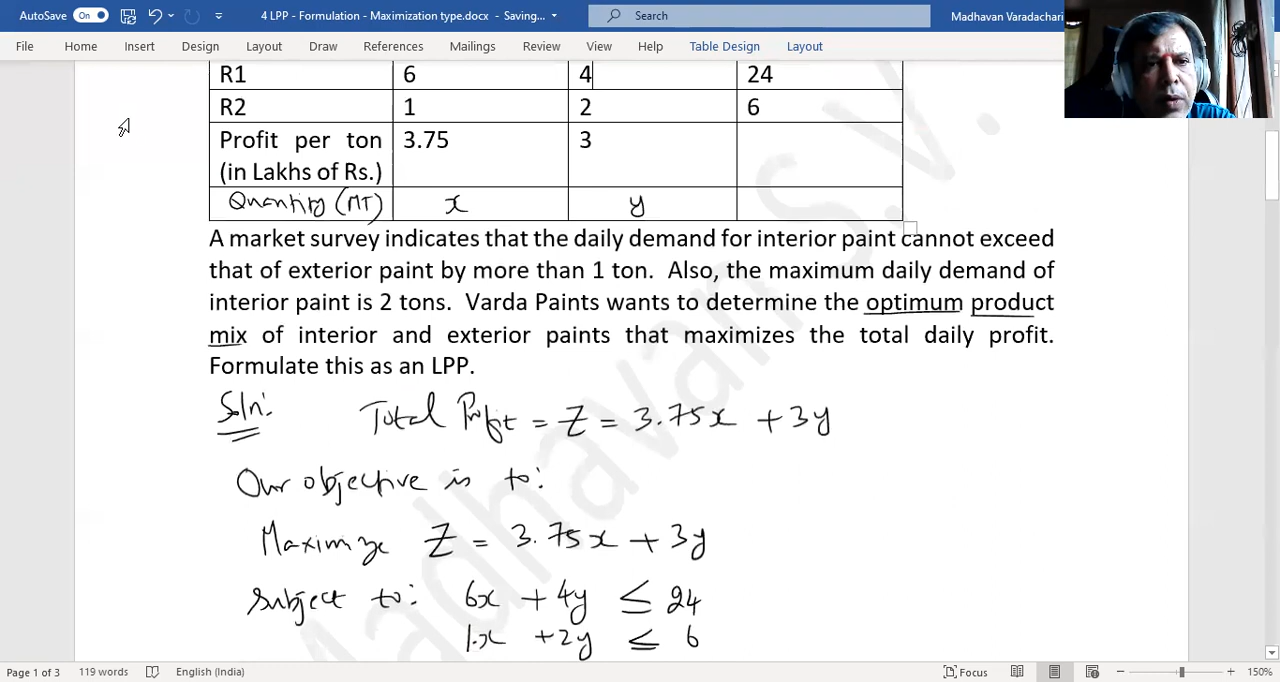 AutoSave On 4 LPP - Formulation - Maximization type.docx - Saving... Search Madhavan Varadachari
File Home Insert Design Layout Draw References Mailings Review View Help Table Design Layout
R1 6 4 24
R2 1 2 6
Profit per ton 3.75 3
(in Lakhs of Rs.)
Quantity (MT) x y
A market survey indicates that the daily demand for interior paint cannot exceed
that of exterior paint by more than 1 ton. Also, the maximum daily demand of
interior paint is 2 tons. Varda Paints wants to determine the optimum product
mix of interior and exterior paints that maximizes the total daily profit.
Formulate this as an LPP.
Soln: Total Profit = Z = 3.75x + 3y
Our objective is to:
Maximize Z = 3.75x + 3y
Subject to: 6x + 4y ≤ 24
1.x + 2y ≤ 6
Madhavan S.V.
Page 1 of 3 119 words English (India) Focus 150%